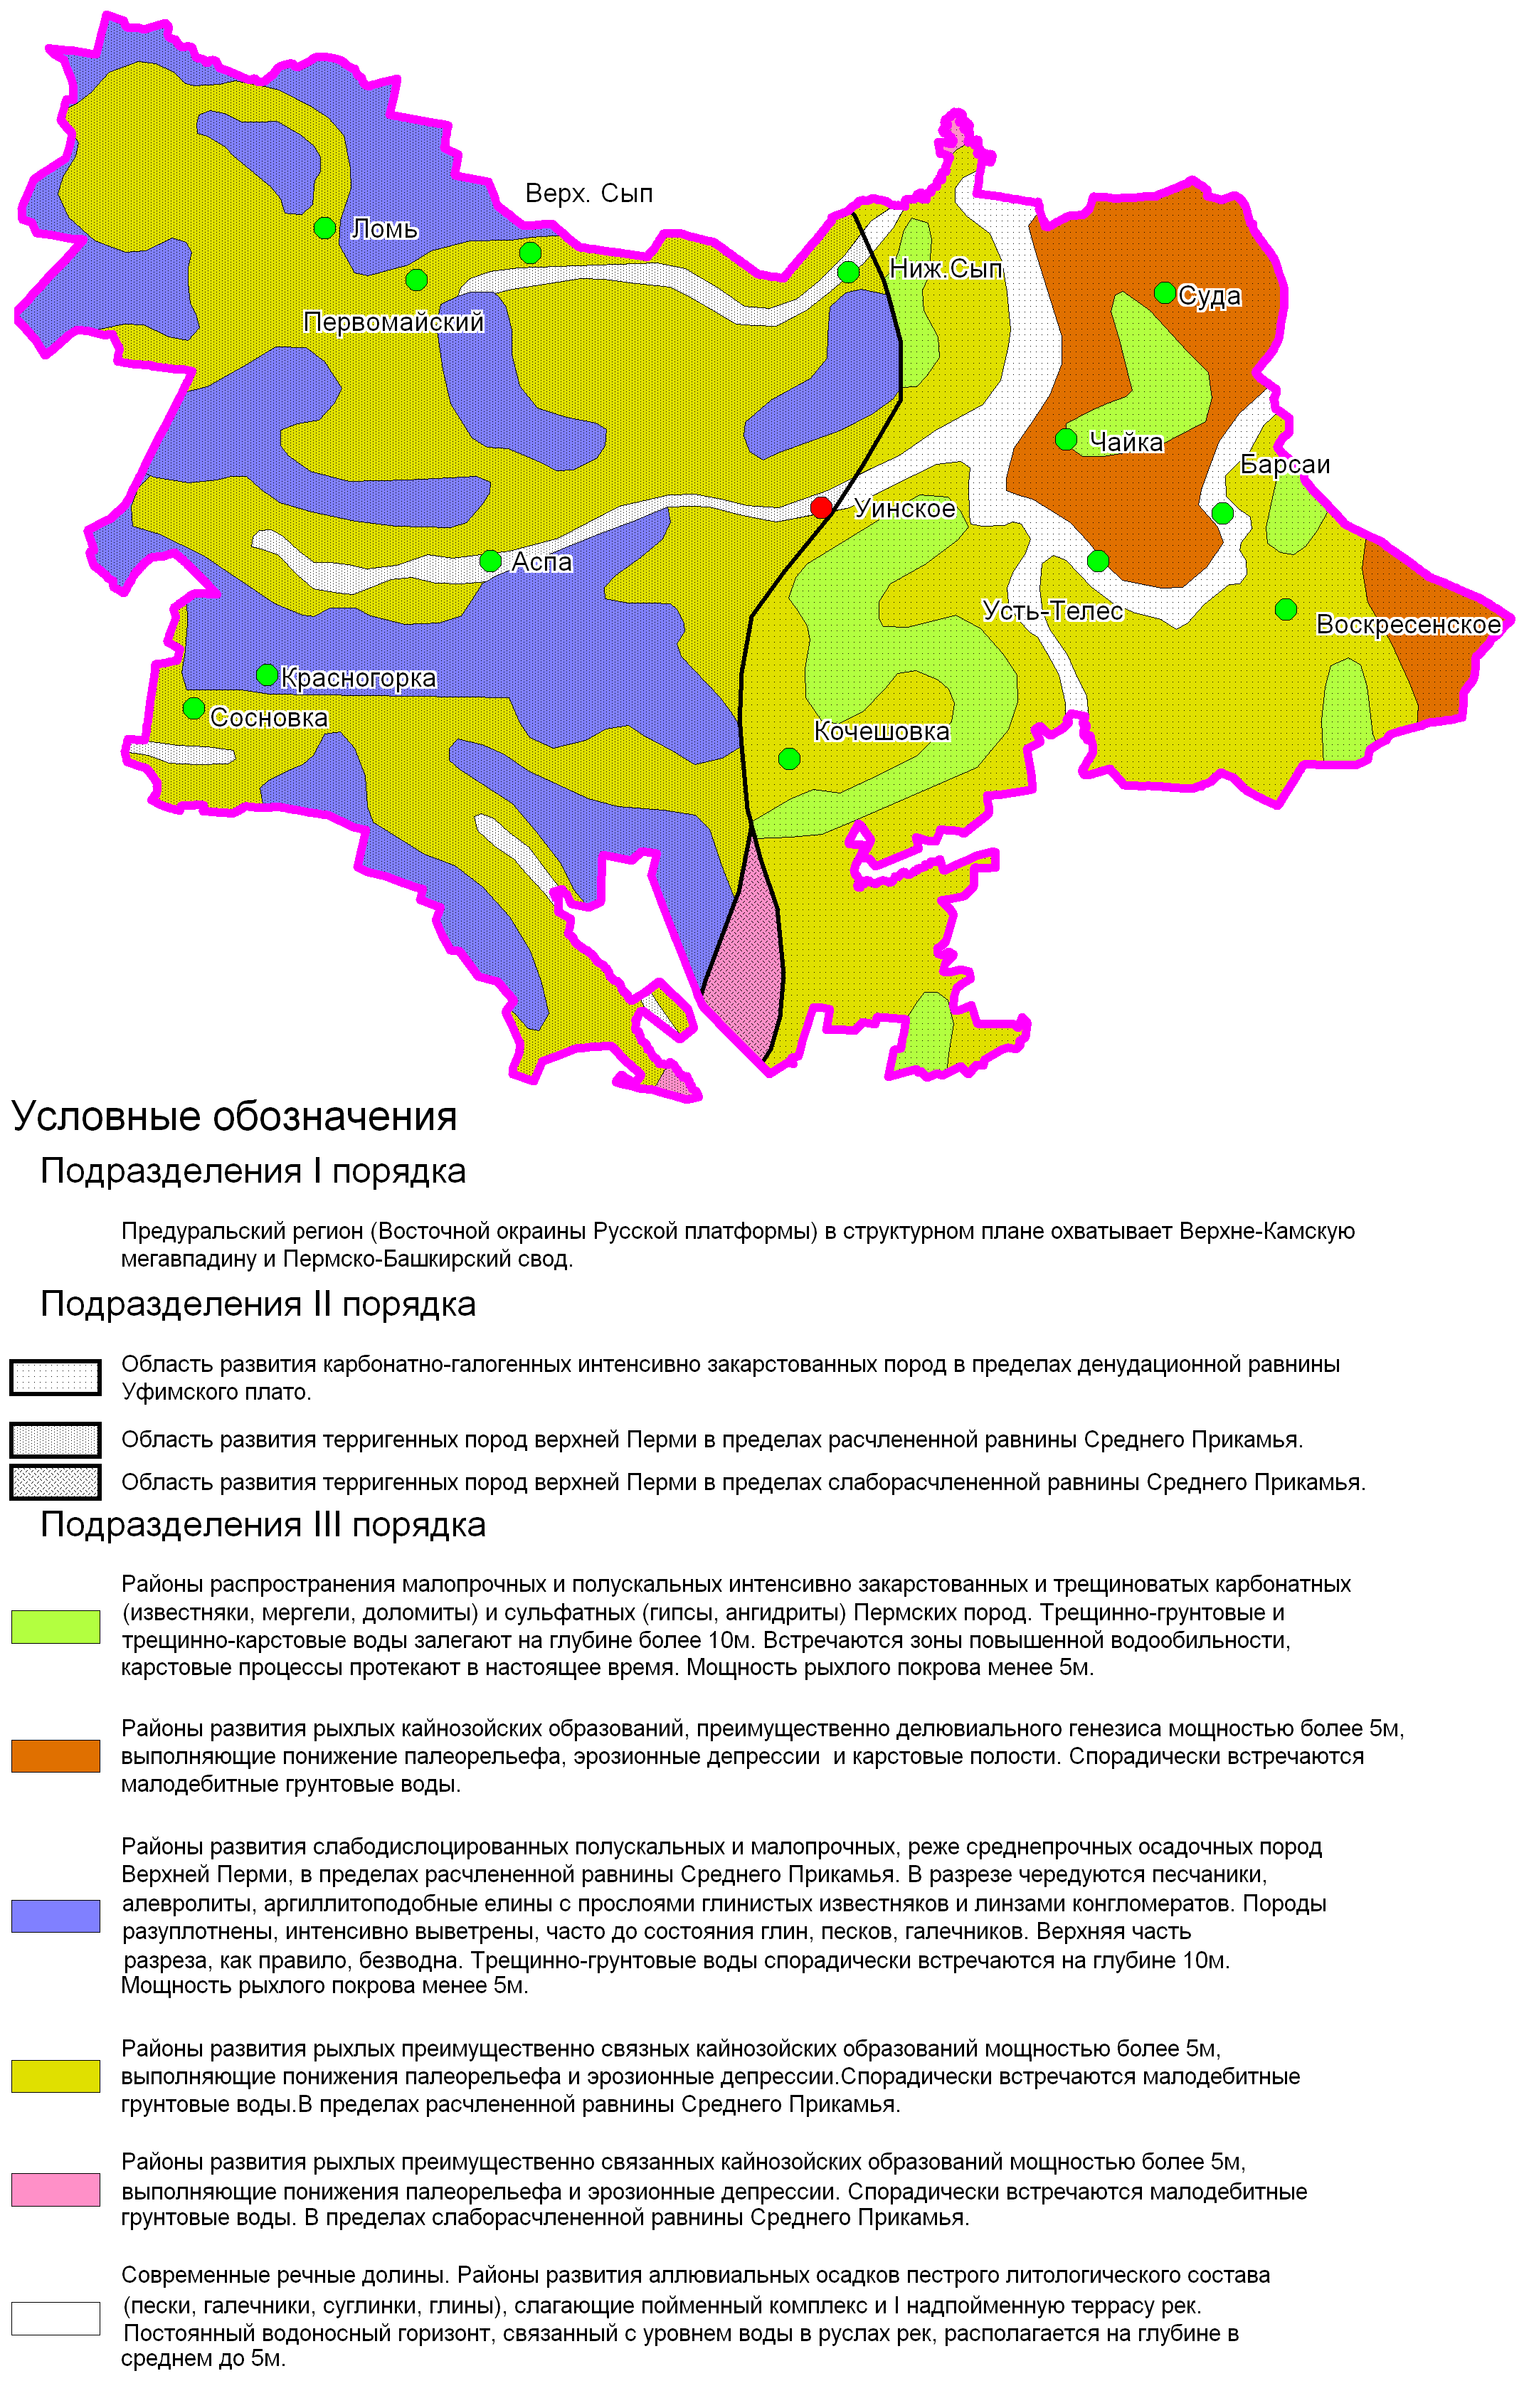 Верх. Сып
Ломь
Ниж.Сып
Суда
Первомайский
Чайка
Барсаи
Уинское
Аспа
Усть-Телес
Воскресенское
Красногорка
Сосновка
Кочешовка
Условные обозначения
Подразделения I порядка
Предуральский регион (Восточной окраины Русской платформы) в структурном плане охватывает Верхне-Камскую
мегавпадину и Пермско-Башкирский свод.
Подразделения II порядка
Область развития карбонатно-галогенных интенсивно закарстованных пород в пределах денудационной равнины
Уфимского плато.
Область развития терригенных пород верхней Перми в пределах расчлененной равнины Среднего Прикамья.
Область развития терригенных пород верхней Перми в пределах слаборасчлененной равнины Среднего Прикамья.
Подразделения III порядка
Районы распространения малопрочных и полускальных интенсивно закарстованных и трещиноватых карбонатных
(известняки, мергели, доломиты) и сульфатных (гипсы, ангидриты) Пермских пород. Трещинно-грунтовые и
трещинно-карстовые воды залегают на глубине более 10м. Встречаются зоны повышенной водообильности,
карстовые процессы протекают в настоящее время. Мощность рыхлого покрова менее 5м.
Районы развития рыхлых кайнозойских образований, преимущественно делювиального генезиса мощностью более 5м,
выполняющие понижение палеорельефа, эрозионные депрессии и карстовые полости. Спорадически встречаются
малодебитные грунтовые воды.
Районы развития слабодислоцированных полускальных и малопрочных, реже среднепрочных осадочных пород
Верхней Перми, в пределах расчлененной равнины Среднего Прикамья. В разрезе чередуются песчаники,
алевролиты, аргиллитоподобные елины с прослоями глинистых известняков и линзами конгломератов. Породы
разуплотнены, интенсивно выветрены, часто до состояния глин, песков, галечников. Верхняя часть
разреза, как правило, безводна. Трещинно-грунтовые воды спорадически встречаются на глубине 10м.
Мощность рыхлого покрова менее 5м.
Районы развития рыхлых преимущественно связных кайнозойских образований мощностью более 5м,
выполняющие понижения палеорельефа и эрозионные депрессии.Спорадически встречаются малодебитные
грунтовые воды.В пределах расчлененной равнины Среднего Прикамья.
Районы развития рыхлых преимущественно связанных кайнозойских образований мощностью более 5м,
выполняющие понижения палеорельефа и эрозионные депрессии. Спорадически встречаются малодебитные
грунтовые воды. В пределах слаборасчлененной равнины Среднего Прикамья.
Современные речные долины. Районы развития аллювиальных осадков пестрого литологического состава
(пески, галечники, суглинки, глины), слагающие пойменный комплекс и I надпойменную террасу рек.
Постоянный водоносный горизонт, связанный с уровнем воды в руслах рек, располагается на глубине в
среднем до 5м.